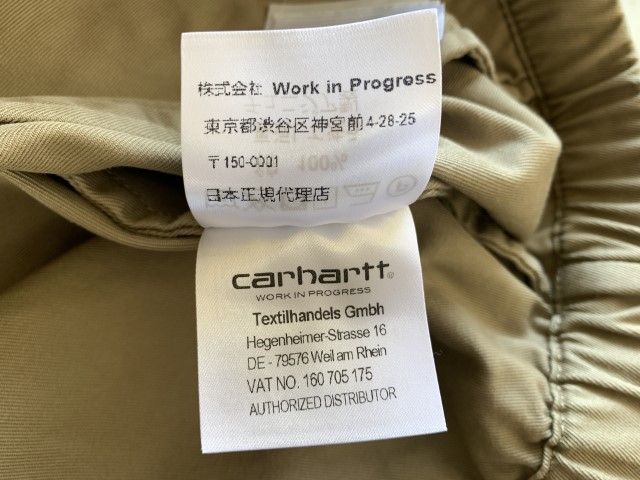 株式会社 Work in Progress
東京都渋谷区神宮前4-28-25
〒150-0001
日本正規代理店
carhartt®
WORK IN PROGRESS
Textilhandels Gmbh
Hegenheimer-Strasse 16
DE - 79576 Weil am Rhein
VAT NO. 160 705 175
AUTHORIZED DISTRIBUTOR